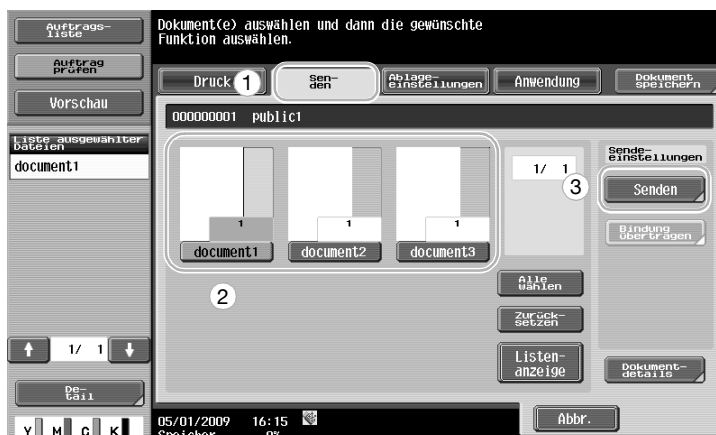 Auftrags-
liste
Auftrag
prüfen
Vorschau
Liste ausgewählter
Dateien
document1
1/ 1
De-
tail
Y M C K
Dokument(e) auswählen und dann die gewünschte
Funktion auswählen.
Druck 1
Sen-
den
Ablage-
einstellungen
Anwendung
Dokument
speichern
000000001 public1
1
document1
1
document2
1
document3
2
1/ 1
3
Alle
wählen
Zurück-
setzen
Listen-
anzeige
Sende-
einstellungen
Senden
Bindung
übertragen
Dokument-
details
05/01/2009 16:15
Speicher 0%
Abbr.